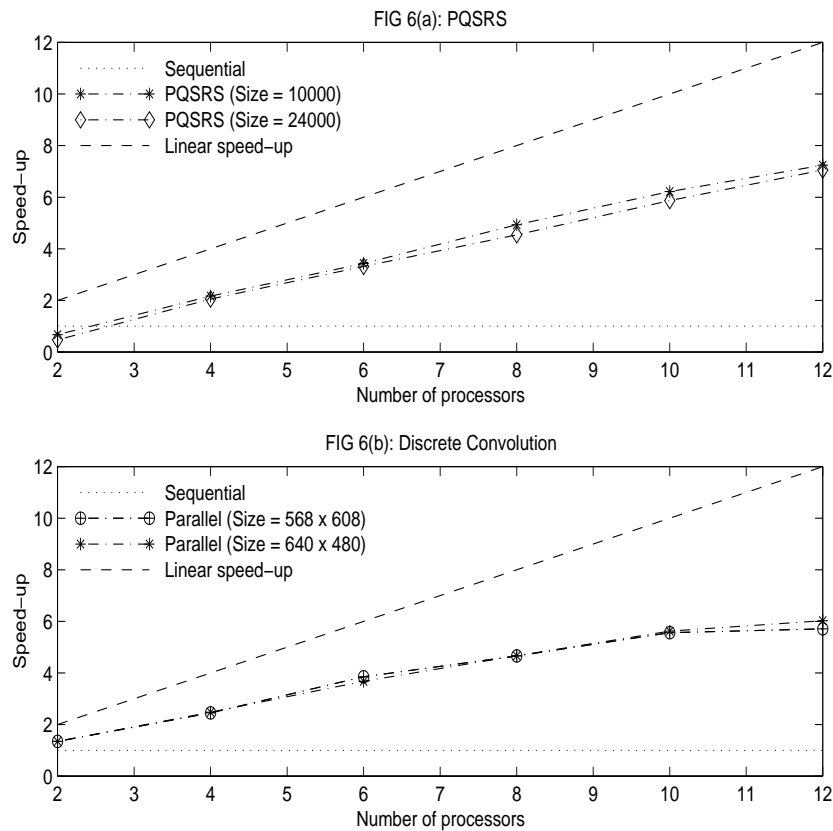 FIG 6(a): PQSRS
12
10
8
6
4
2
0
Speed-up
Sequential
PQSRS (Size = 10000)
PQSRS (Size = 24000)
Linear speed-up
2 3 4 5 6 7 8 9 10 11 12
Number of processors
FIG 6(b): Discrete Convolution
12
10
8
6
4
2
0
Speed-up
Sequential
Parallel (Size = 568 x 608)
Parallel (Size = 640 x 480)
Linear speed-up
2 3 4 5 6 7 8 9 10 11 12
Number of processors